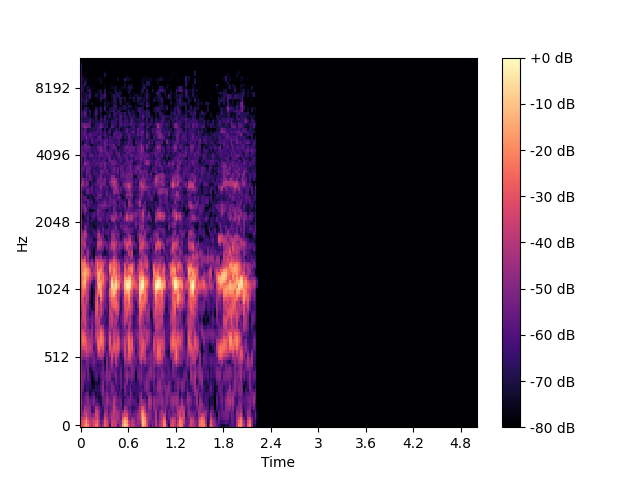 8192
4096
2048
1024
512
0
Hz
0 0.6 1.2 1.8 2.4 3 3.6 4.2 4.8
Time
+0 dB
-10 dB
-20 dB
-30 dB
-40 dB
-50 dB
-60 dB
-70 dB
-80 dB